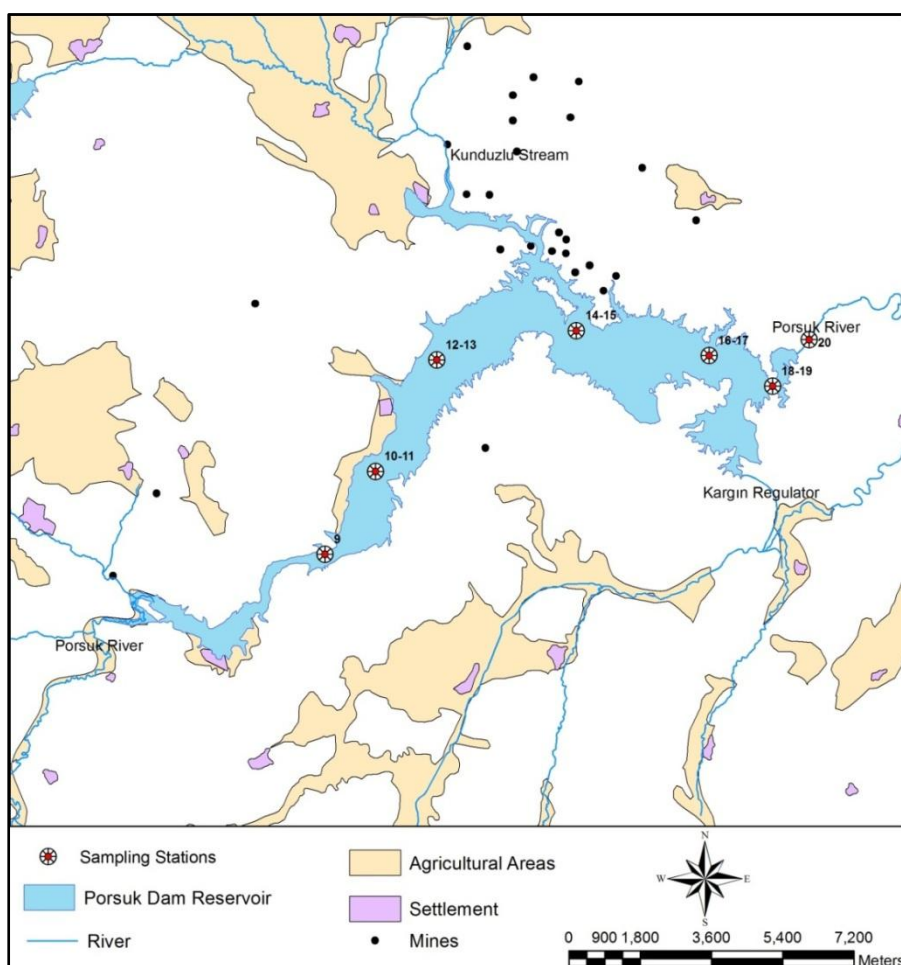 Kunduzlu Stream
14-15
Porsuk River
20
12-13
16-17
18-19
10-11
Kargın Regulator
9
Porsuk River
Sampling Stations
Agricultural Areas
Porsuk Dam Reservoir
Settlement
River
Mines
N
W
E
S
0 900 1,800 3,600 5,400 7,200
Meters